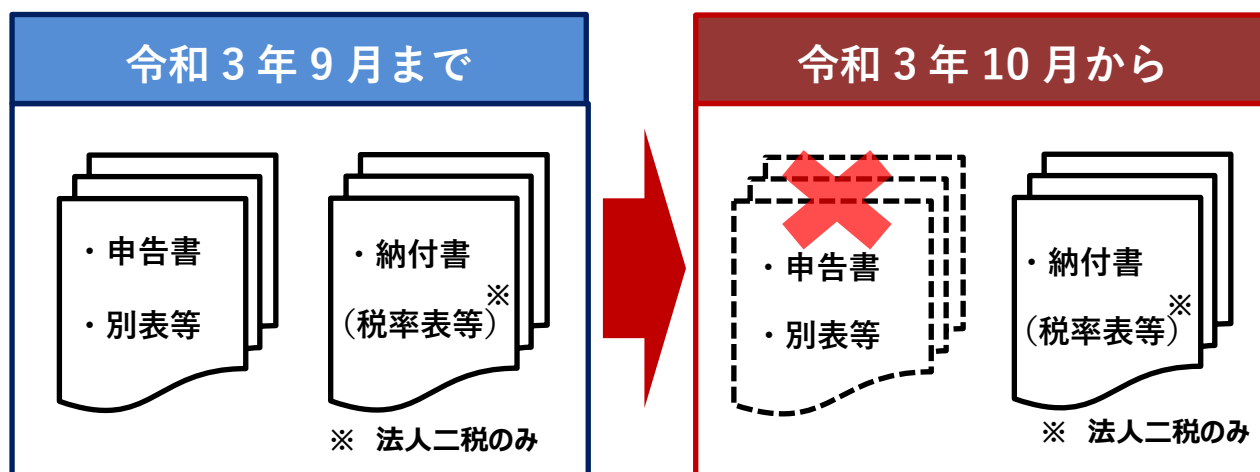 令和３年９月まで
・申告書
・別表等
・納付書
（税率表等）※
※ 法人二税のみ
令和３年 10 月から
・申告書
・別表等
・納付書
（税率表等）※
※ 法人二税のみ